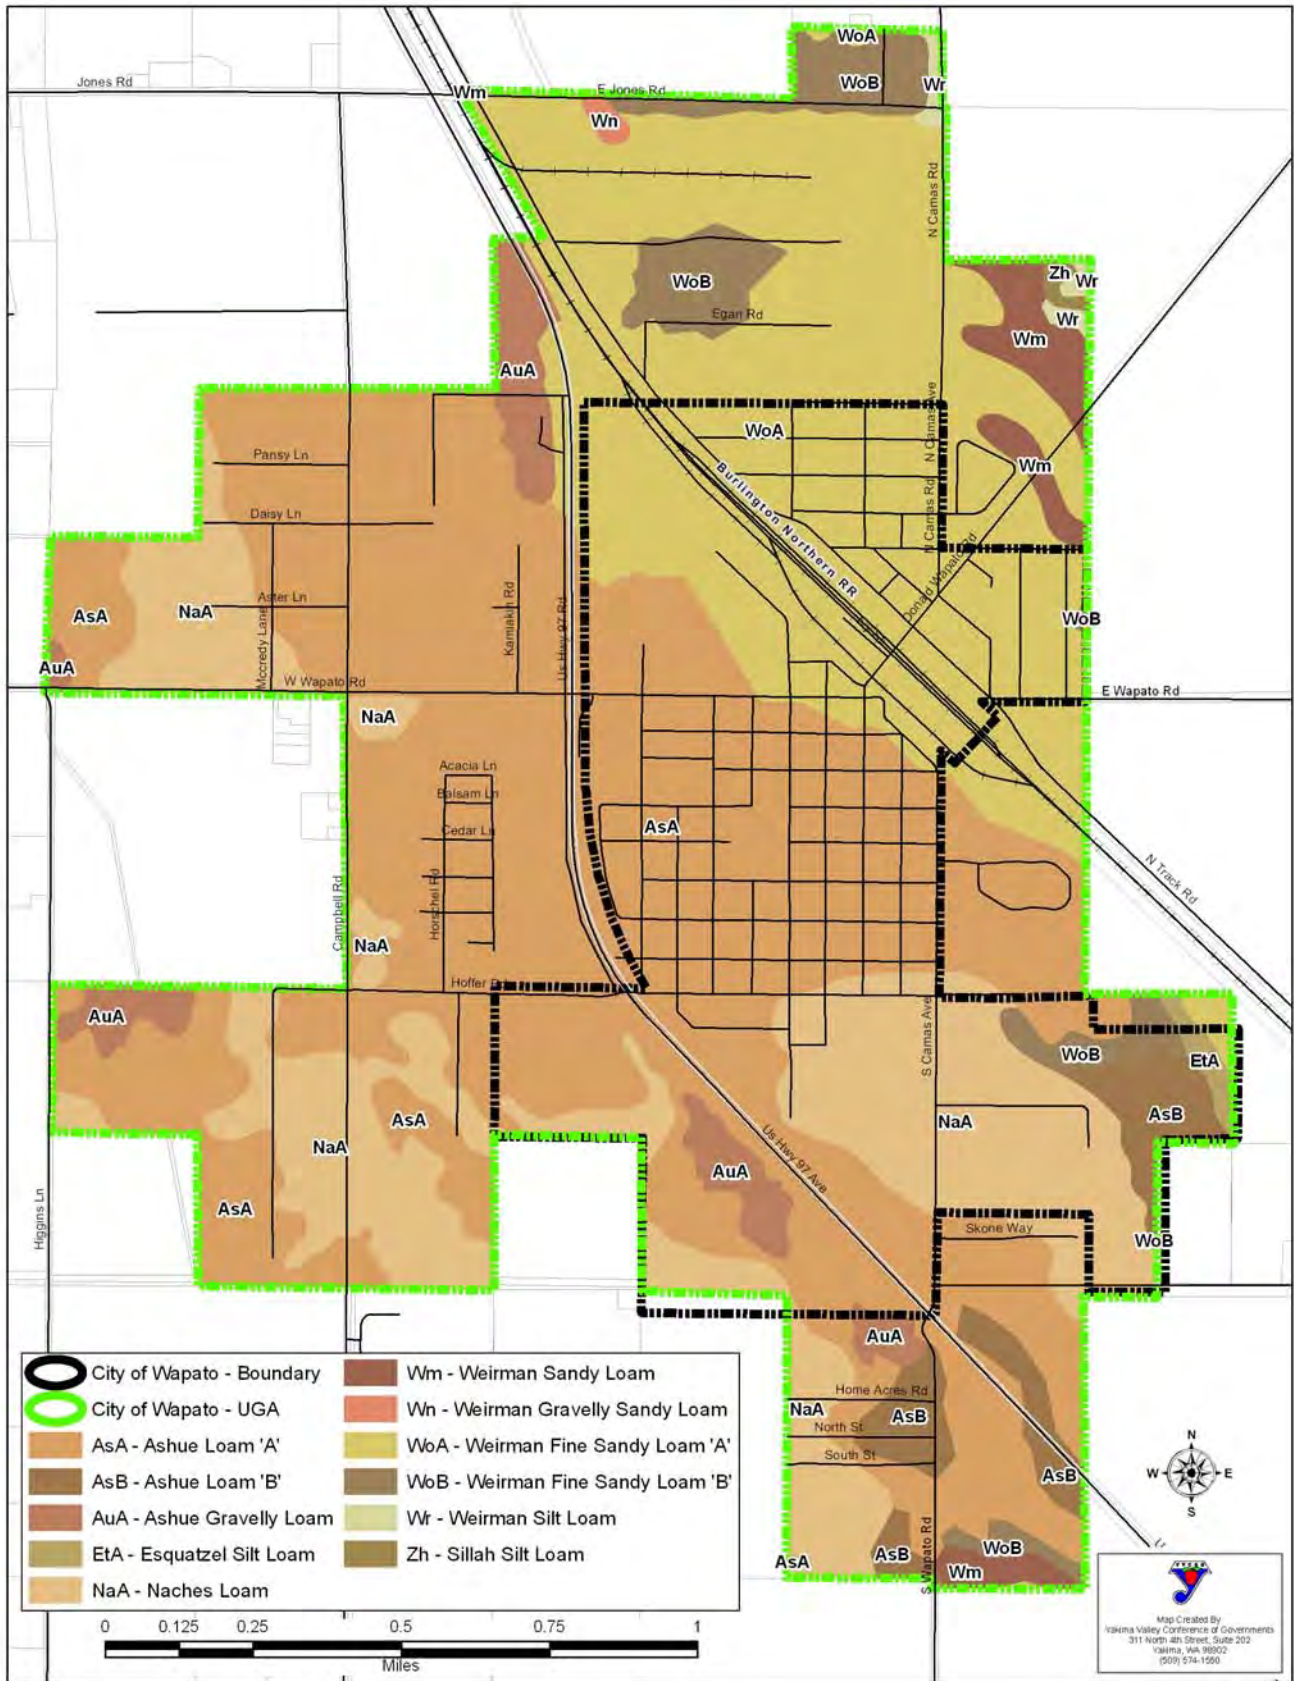 WoA
Jones Rd
E Jones Rd
Wm
WoB
Wr
Wn
N Camas Rd
Zh
Wr
WoB
Wr
Egan Rd
Wm
AuA
N Camas Ave
WoA
Pansy Ln
Wm
Burlington Northern RR
Daisy Ln
N Camas Rd
Donald Wapato Rd
Aster Ln
AsA
NaA
Mccredy Lane
Kamiakin Rd
Us Hwy 97 Rd
WoB
AuA
W Wapato Rd
E Wapato Rd
NaA
Acacia Ln
Balsam Ln
Cedar Ln
AsA
Horschel Rd
Campbell Rd
N Track Rd
NaA
Hoffer
AuA
S Camas Ave
WoB
EtA
AsA
AsB
NaA
NaA
Us Hwy 97 Ave
AuA
AsA
Higgins Ln
Skone Way
WoB
AuA
Home Acres Rd
NaA
AsB
North St
South St
AsB
WoB
AsA
AsB
Wm
S Wapato Rd
City of Wapato - Boundary
City of Wapato - UGA
AsA - Ashue Loam 'A'
AsB - Ashue Loam 'B'
AuA - Ashue Gravelly Loam
EtA - Esquatzel Silt Loam
NaA - Naches Loam
Wm - Weirman Sandy Loam
Wn - Weirman Gravelly Sandy Loam
WoA - Weirman Fine Sandy Loam 'A'
WoB - Weirman Fine Sandy Loam 'B'
Wr - Weirman Silt Loam
Zh - Sillah Silt Loam
0 0.125 0.25 0.5 0.75 1
Miles
N
W E
S
Map Created By
Yakima Valley Conference of Governments
311 North 4th Street, Suite 202
Yakima, WA 98902
(509) 574-1550